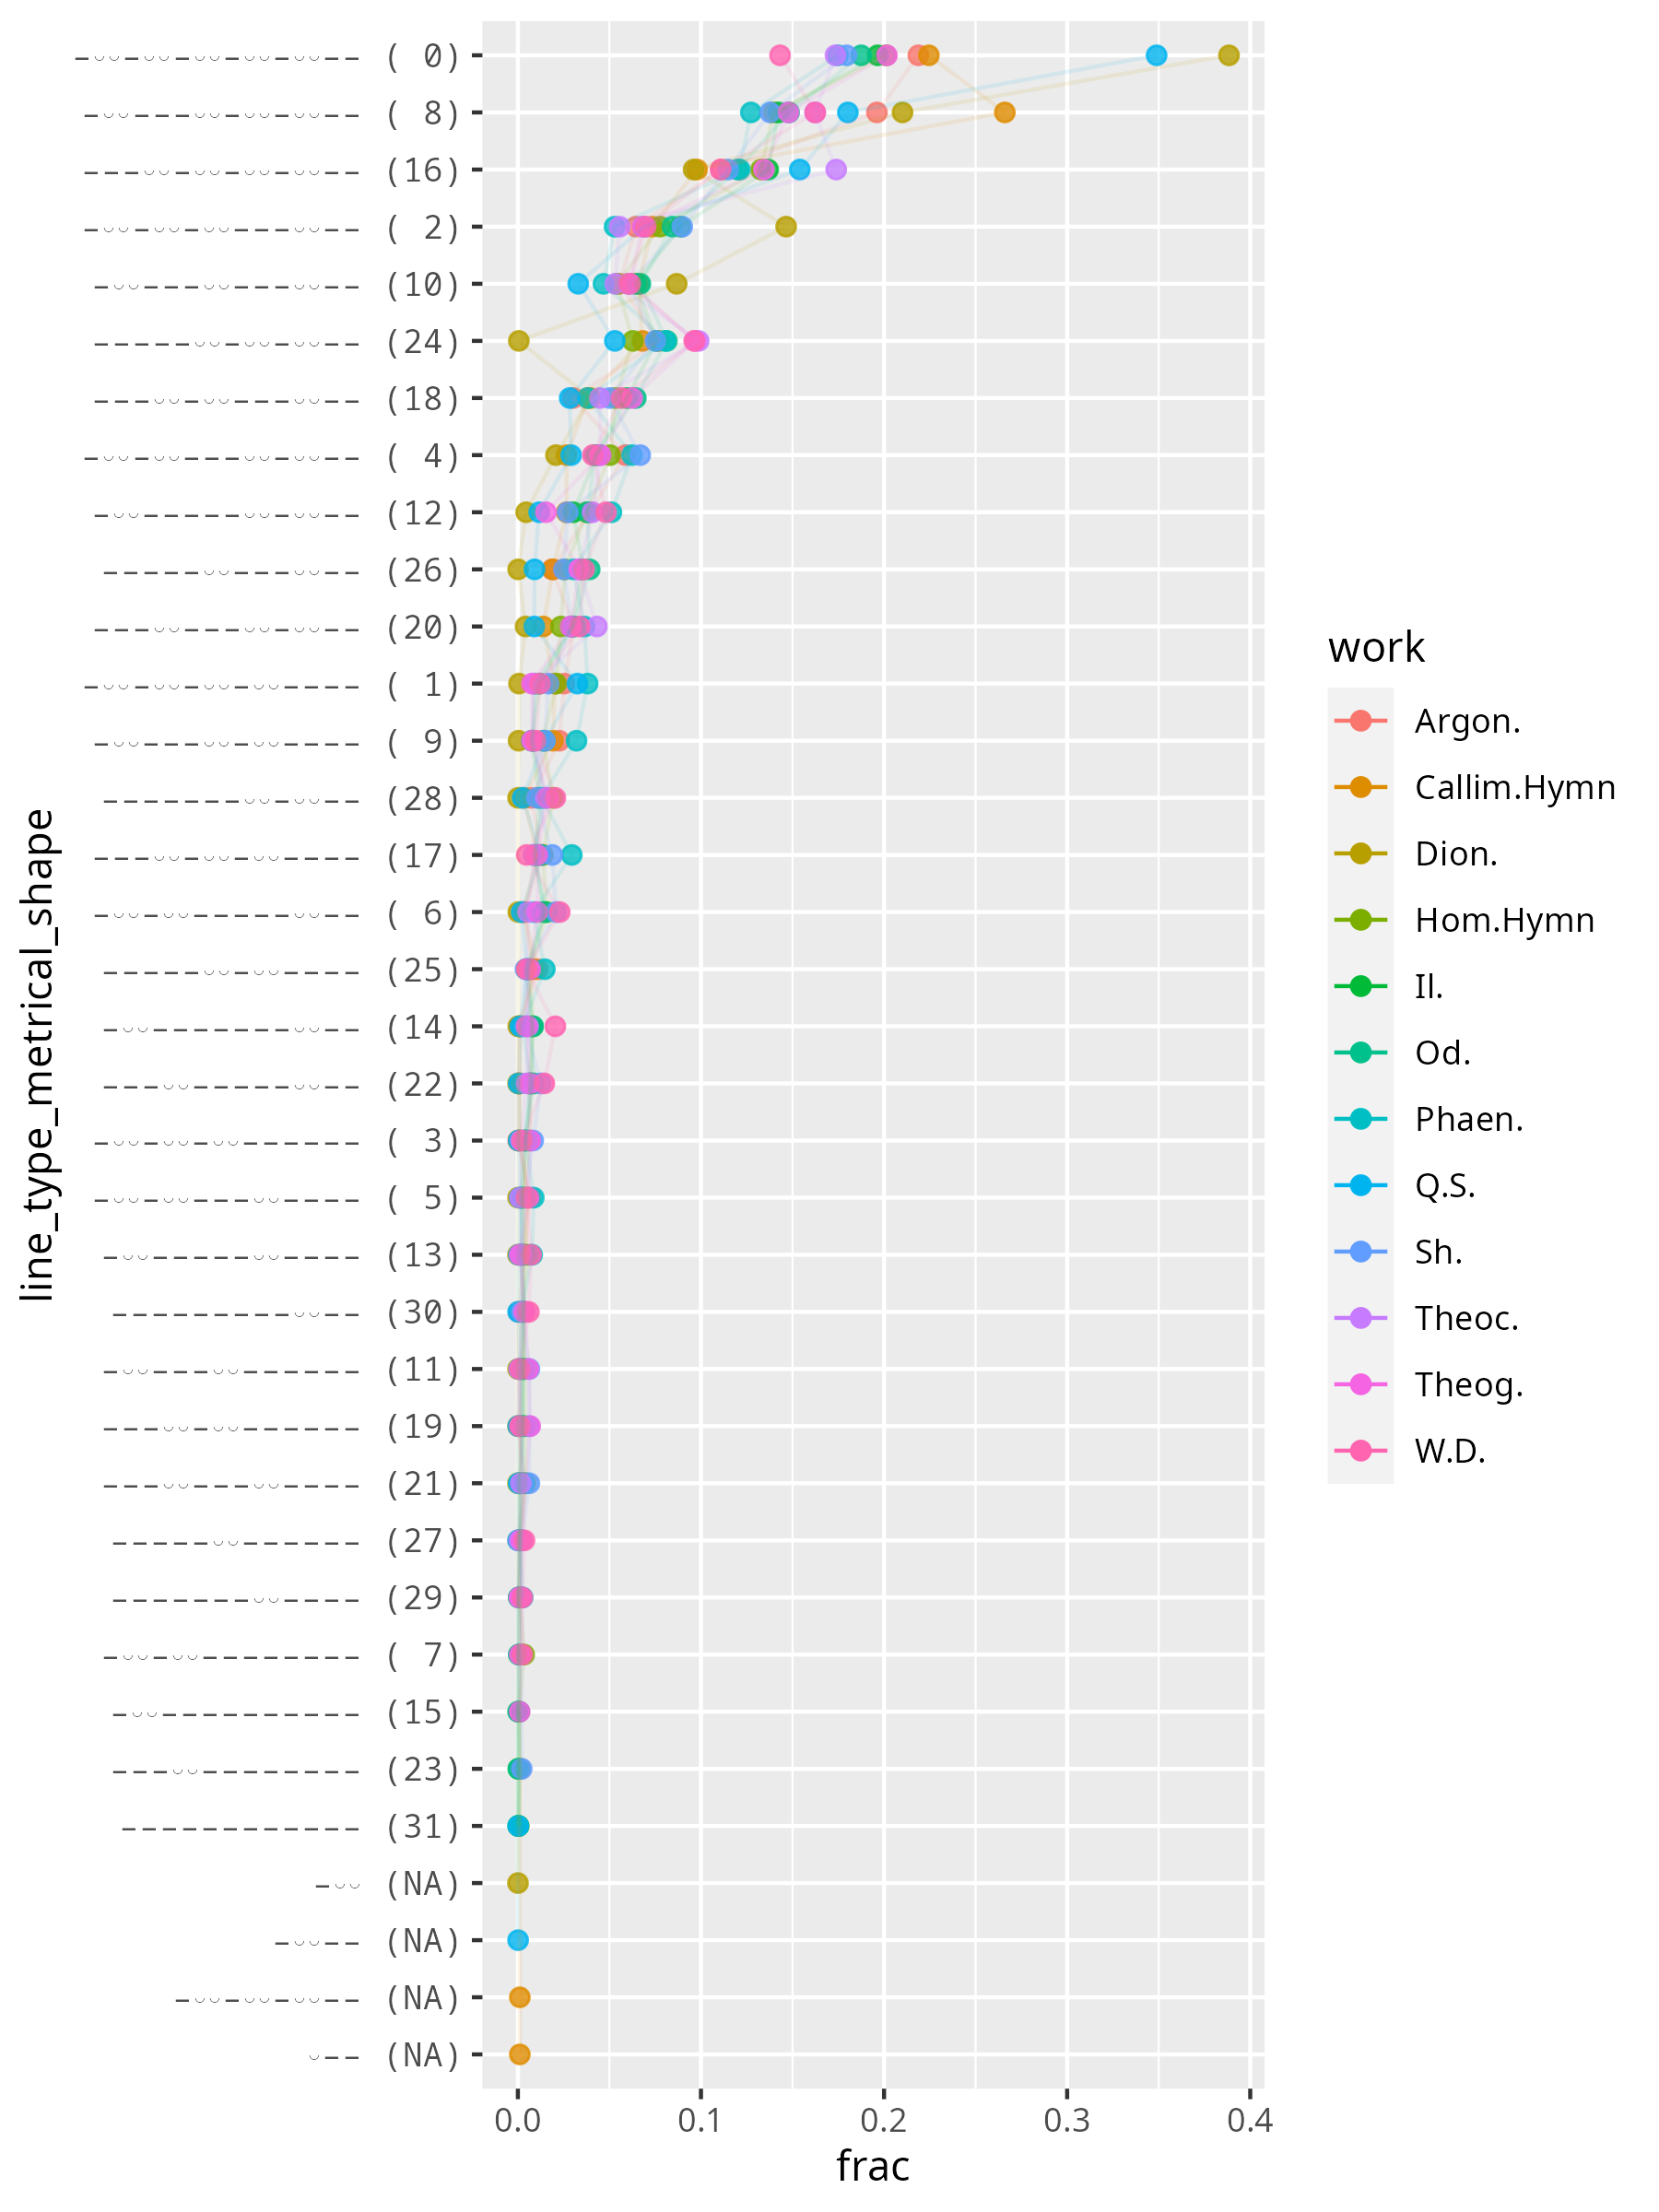 –⏑⏑–⏑⏑–⏑⏑–⏑⏑–⏑⏑–– ( 0)
–⏑⏑–––⏑⏑–⏑⏑–⏑⏑–– ( 8)
–––⏑⏑–⏑⏑–⏑⏑–⏑⏑–– (16)
–⏑⏑–⏑⏑–⏑⏑–––⏑⏑–– ( 2)
–⏑⏑–––⏑⏑–––⏑⏑–– (10)
–––––⏑⏑–⏑⏑–⏑⏑–– (24)
–––⏑⏑–⏑⏑–––⏑⏑–– (18)
–⏑⏑–⏑⏑–––⏑⏑–⏑⏑–– ( 4)
–⏑⏑–––––⏑⏑–⏑⏑–– (12)
–––––⏑⏑–––⏑⏑–– (26)
–––⏑⏑–––⏑⏑–⏑⏑–– (20)
–⏑⏑–⏑⏑–⏑⏑–⏑⏑–––– ( 1)
–⏑⏑–––⏑⏑–⏑⏑–––– ( 9)
–––––––⏑⏑–⏑⏑–– (28)
–––⏑⏑–⏑⏑–⏑⏑–––– (17)
–⏑⏑–⏑⏑–––––⏑⏑–– ( 6)
–––––⏑⏑–⏑⏑–––– (25)
–⏑⏑–––––––⏑⏑–– (14)
–––⏑⏑–––––⏑⏑–– (22)
–⏑⏑–⏑⏑–⏑⏑–––––– ( 3)
–⏑⏑–⏑⏑–––⏑⏑–––– ( 5)
–⏑⏑–––––⏑⏑–––– (13)
–––––––––⏑⏑–– (30)
–⏑⏑–––⏑⏑–––––– (11)
–––⏑⏑–⏑⏑–––––– (19)
–––⏑⏑–––⏑⏑–––– (21)
–––––⏑⏑–––––– (27)
–––––––⏑⏑–––– (29)
–⏑⏑–⏑⏑–––––––– ( 7)
–⏑⏑–––––––––– (15)
–––⏑⏑–––––––– (23)
–––––––––––– (31)
–⏑⏑ (NA)
–⏑⏑–– (NA)
–⏑⏑–⏑⏑–⏑⏑–– (NA)
⏑–– (NA)
line_type_metrical_shape
0.0 0.1 0.2 0.3 0.4
frac
work
Argon.
Callim.Hymn
Dion.
Hom.Hymn
Il.
Od.
Phaen.
Q.S.
Sh.
Theoc.
Theog.
W.D.